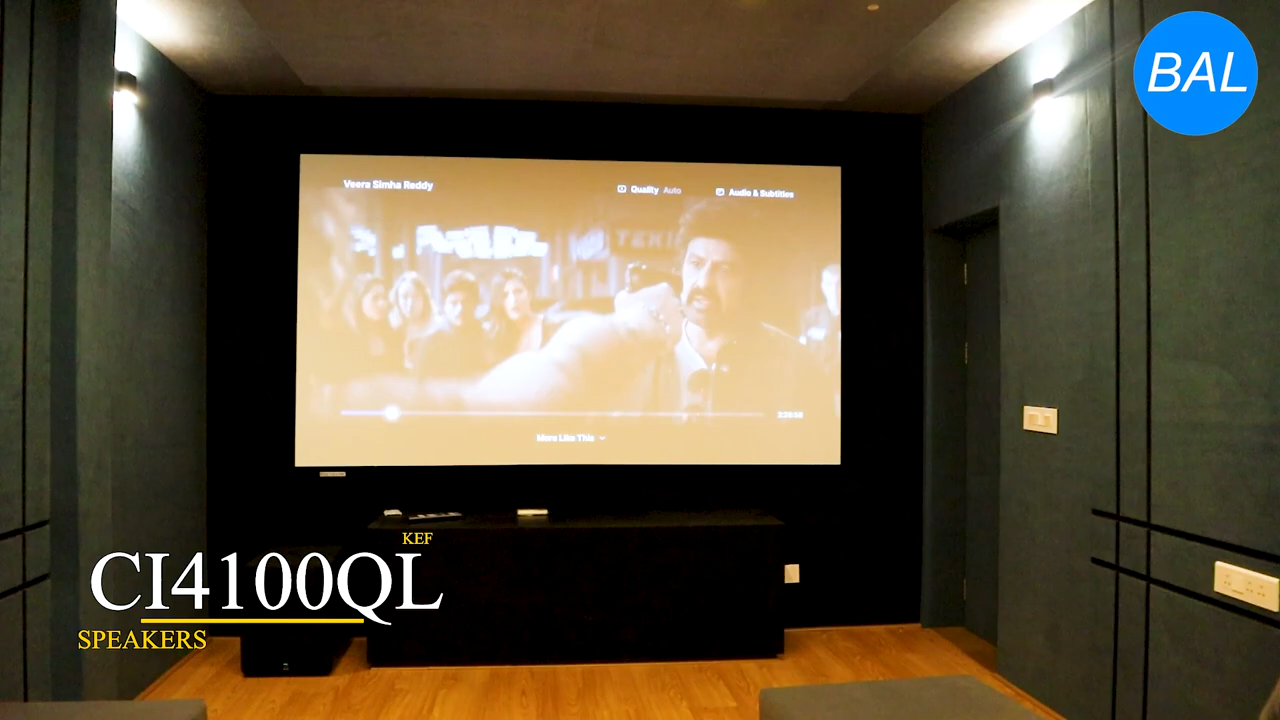 BAL
Veera Simha Reddy
Quality Auto
Audio & Subtitles
More Like This
KEF
CI4100QL
SPEAKERS